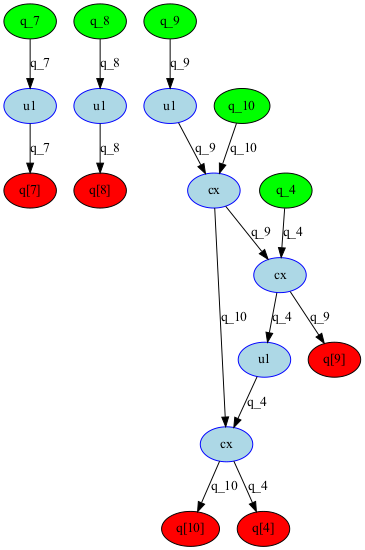 q_7 q_8 q_9
q_7 q_8 q_9
u1 u1 u1 q_10
q_7 q_8 q_9 q_10
q[7] q[8] cx q_4
q_9 q_4
cx
q_10 q_4 q_9
u1 q[9]
q_4
cx
q_10 q_4
q[10] q[4]